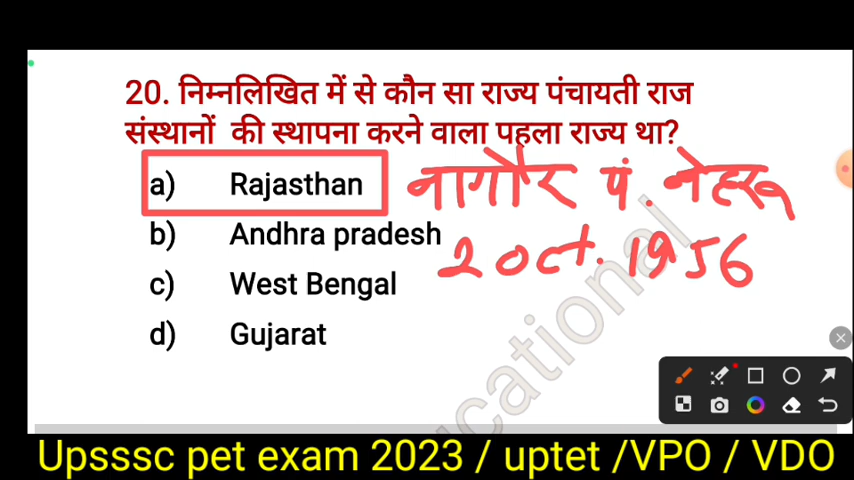 20. निम्नलिखित में से कौन सा राज्य पंचायती राज
संस्थानों की स्थापना करने वाला पहला राज्य था?
a) Rajasthan नागौर पं. नेहरू
b) Andhra pradesh 2 oct. 1956
c) West Bengal
d) Gujarat
ucational
Upsssc pet exam 2023 / uptet /VPO / VDO